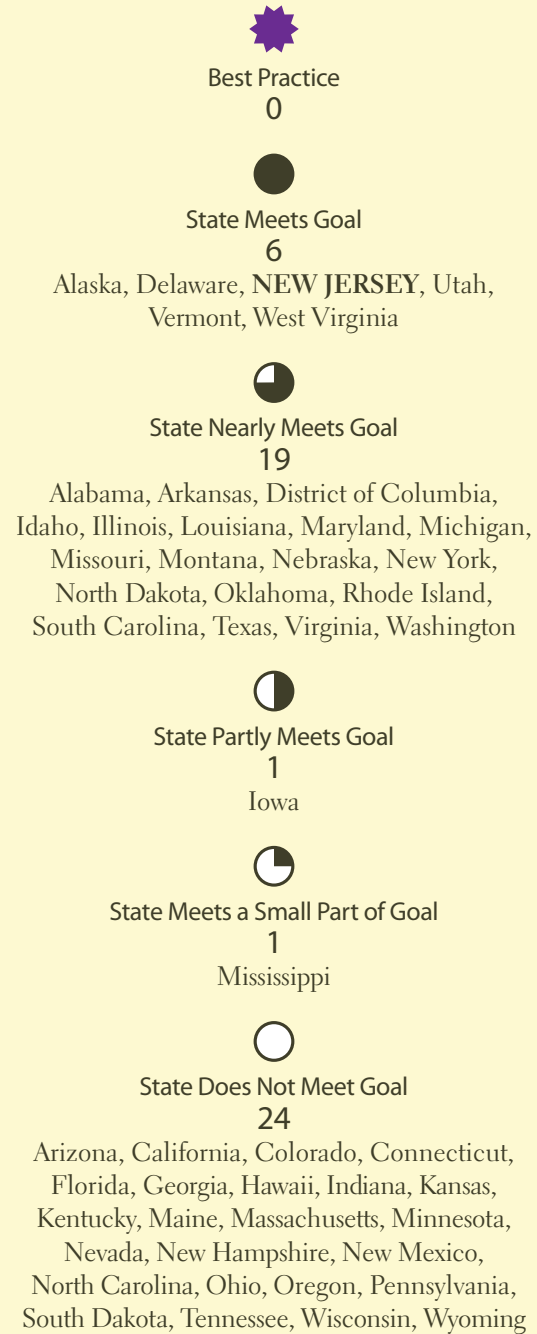 Best Practice
0
State Meets Goal
6
Alaska, Delaware, NEW JERSEY, Utah,
Vermont, West Virginia
State Nearly Meets Goal
19
Alabama, Arkansas, District of Columbia,
Idaho, Illinois, Louisiana, Maryland, Michigan,
Missouri, Montana, Nebraska, New York,
North Dakota, Oklahoma, Rhode Island,
South Carolina, Texas, Virginia, Washington
State Partly Meets Goal
1
Iowa
State Meets a Small Part of Goal
1
Mississippi
State Does Not Meet Goal
24
Arizona, California, Colorado, Connecticut,
Florida, Georgia, Hawaii, Indiana, Kansas,
Kentucky, Maine, Massachusetts, Minnesota,
Nevada, New Hampshire, New Mexico,
North Carolina, Ohio, Oregon, Pennsylvania,
South Dakota, Tennessee, Wisconsin, Wyoming